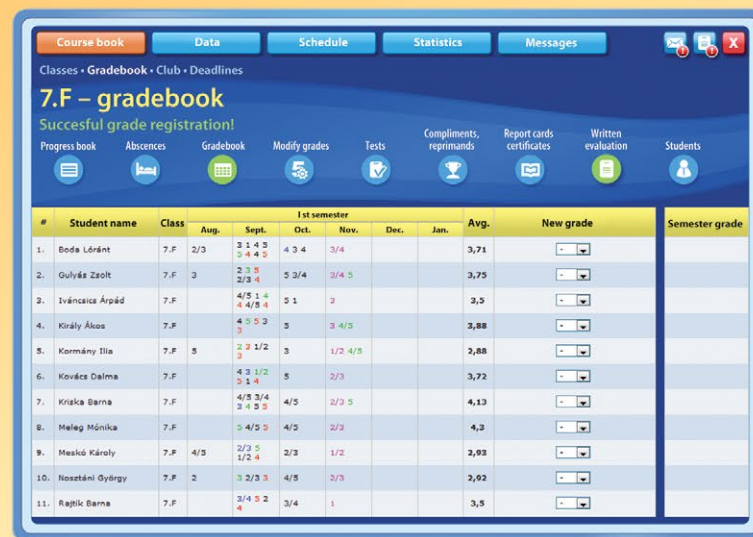 Course book Data Schedule Statistics Messages X
Classes • Gradebook • Club • Deadlines
7.F – gradebook
Succesful grade registration!
Progress book Abscences Gradebook Modify grades Tests Compliments, reprimands Report cards certificates Written evaluation Students
# Student name Class I st semester Avg. New grade Semester grade
Aug. Sept. Oct. Nov. Dec. Jan.
1. Boda Lóránt 7.F 2/3 3 1 4 5 5 4 4 5 4 3 4 3/4 3,71 -
2. Gulyás Zsolt 7.F 3 2 3 5 2/3 4 5 3/4 3/4 5 3,75 -
3. Iváncsics Árpád 7.F 4/5 1 4 4 4/5 4 5 1 3 3,5 -
4. Király Ákos 7.F 4 5 5 3 3 5 3 4/5 3,88 -
5. Kormány Ilia 7.F 5 2 3 1/2 3 3 1/2 4/5 2,88 -
6. Kovács Dalma 7.F 4 3 1/2 5 1 4 5 2/3 3,72 -
7. Kriska Barna 7.F 4/5 3/4 3 4 5 5 4/5 2/3 5 4,13 -
8. Meleg Mónika 7.F 5 4/5 5 4/5 2/3 4,3 -
9. Meskó Károly 7.F 4/5 2/3 5 1/2 4 2/3 1/2 2,93 -
10. Nosztáni György 7.F 2 3 2/3 3 4/5 2/3 2,92 -
11. Rajtik Barna 7.F 3/4 5 2 4 3/4 1 3,5 -